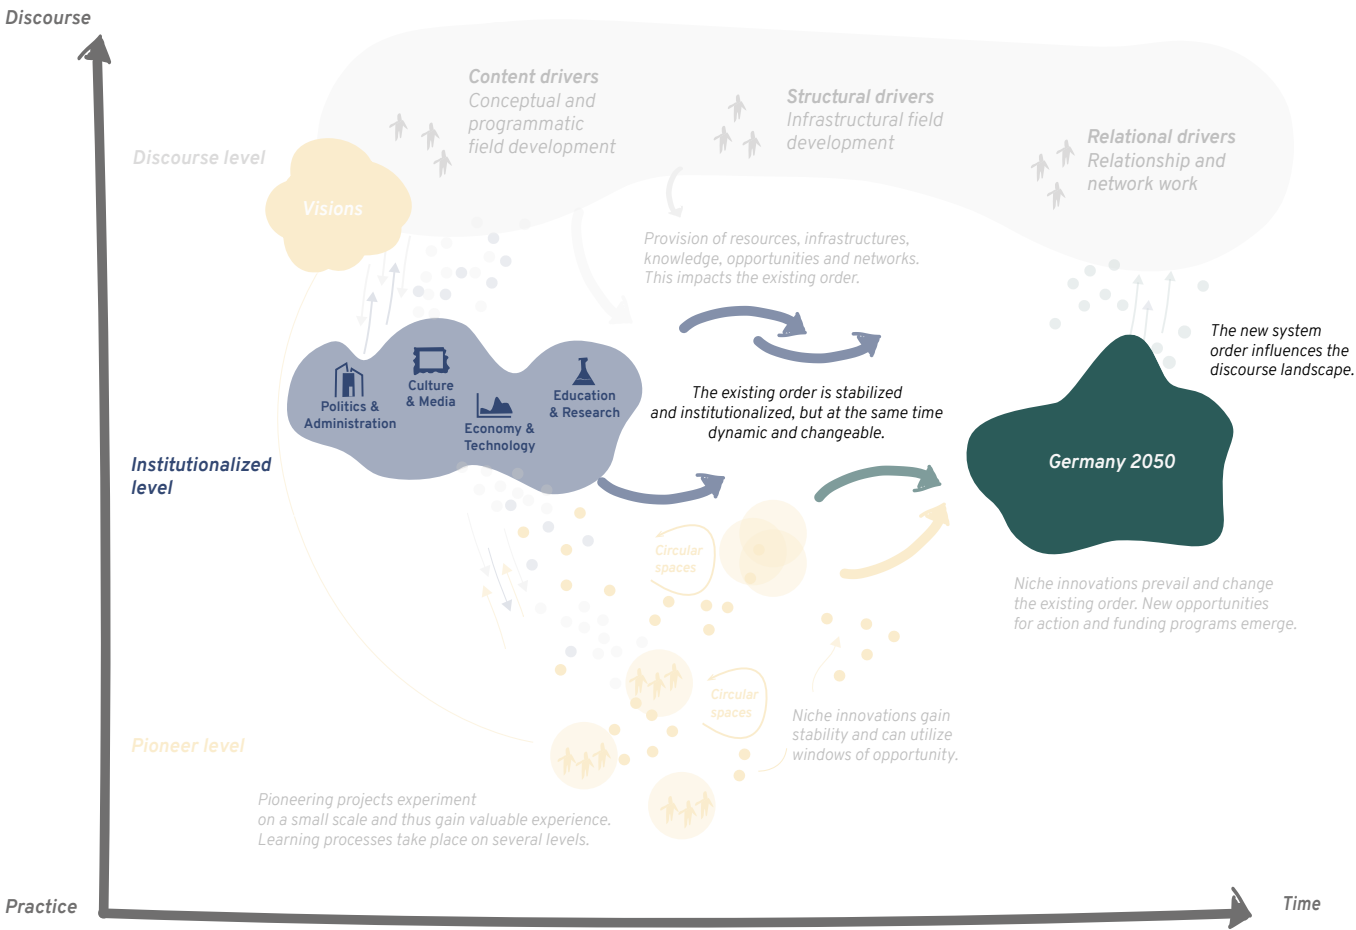 Discourse
Content drivers
Conceptual and
programmatic
field development
Structural drivers
Infrastructural field
development
Relational drivers
Relationship and
network work
Discourse level
Visions
Provision of resources, infrastructures,
knowledge, opportunities and networks.
This impacts the existing order.
The new system
order influences the
discourse landscape.
Politics &
Administration
Culture
& Media
Economy &
Technology
Education
& Research
The existing order is stabilized
and institutionalized, but at the same time
dynamic and changeable.
Institutionalized
level
Germany 2050
Circular
spaces
Niche innovations prevail and change
the existing order. New opportunities
for action and funding programs emerge.
Circular
spaces
Niche innovations gain
stability and can utilize
windows of opportunity.
Pioneer level
Pioneering projects experiment
on a small scale and thus gain valuable experience.
Learning processes take place on several levels.
Practice
Time